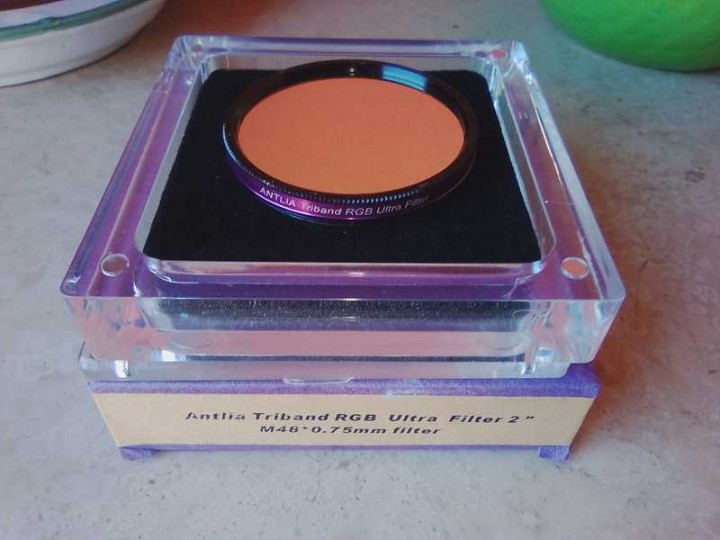 ANTLIA Triband RGB Ultra Filter
Antlia Triband RGB Ultra Filter 2"
M48*0.75mm filter